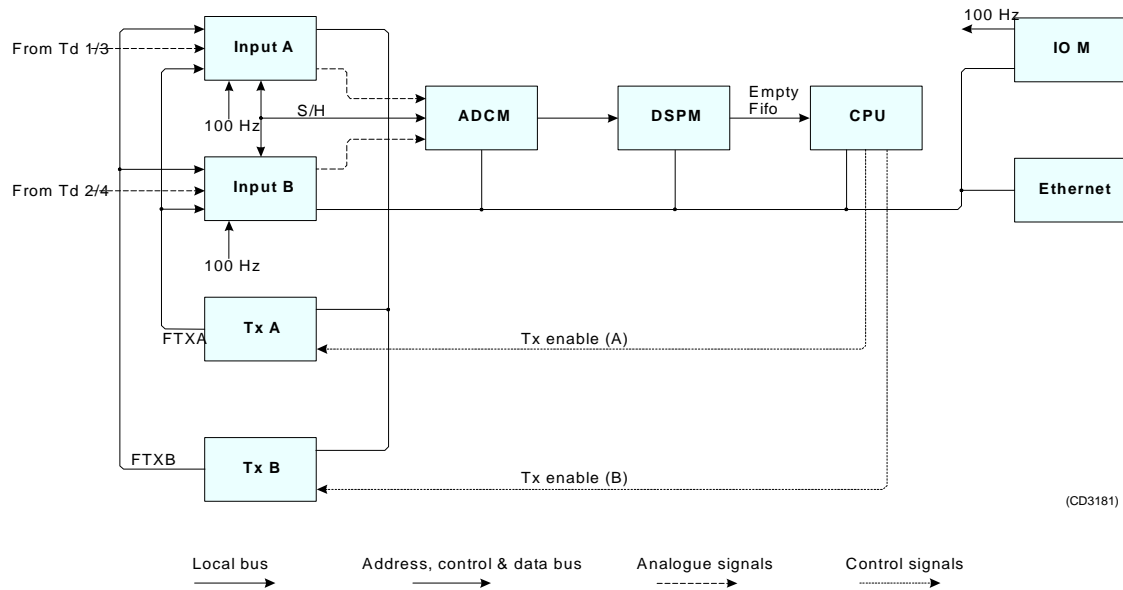 100 Hz
Input A
IO M
From Td 1/3
S/H
100 Hz
ADCM
DSPM
Empty
Fifo
CPU
Input B
From Td 2/4
Ethernet
100 Hz
Tx A
FTXA
Tx enable (A)
Tx B
FTXB
Tx enable (B)
(CD3181)
Local bus
Address, control & data bus
Analogue signals
Control signals